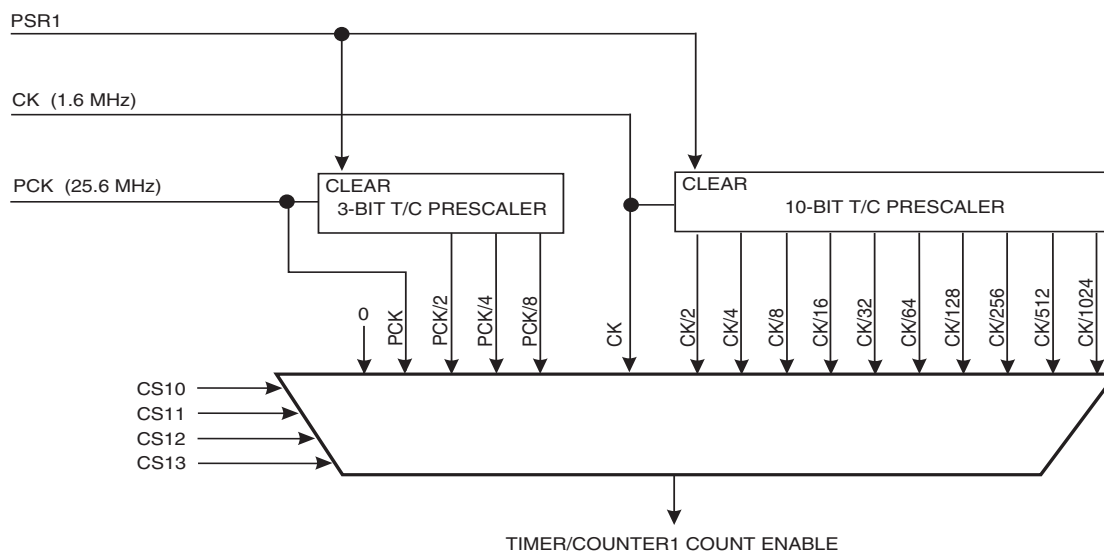 PSR1
CK (1.6 MHz)
PCK (25.6 MHz)
CLEAR
3-BIT T/C PRESCALER
CLEAR
10-BIT T/C PRESCALER
0
PCK
PCK/2
PCK/4
PCK/8
CK
CK/2
CK/4
CK/8
CK/16
CK/32
CK/64
CK/128
CK/256
CK/512
CK/1024
CS10
CS11
CS12
CS13
TIMER/COUNTER1 COUNT ENABLE